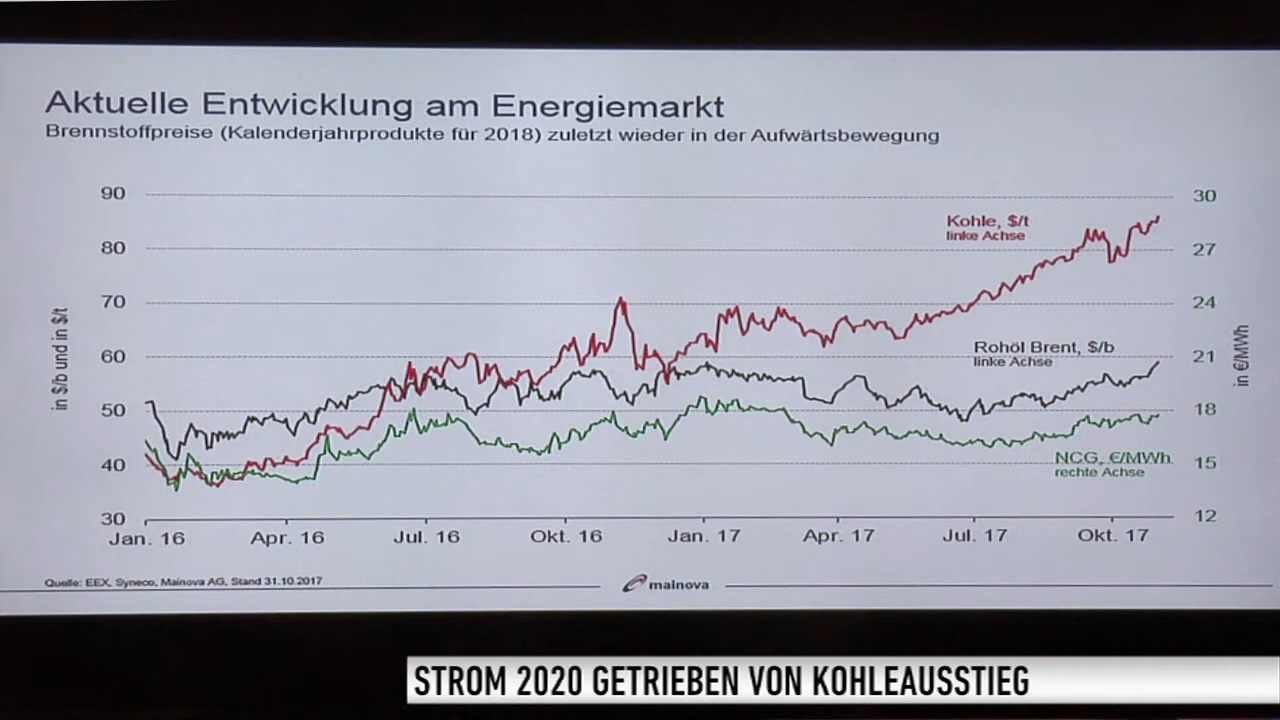 Aktuelle Entwicklung am Energiemarkt
Brennstoffpreise (Kalenderjahrprodukte für 2018) zuletzt wieder in der Aufwärtsbewegung
in $/b und in $/t
90
80
70
60
50
40
30
Kohle, $/t
linke Achse
Rohöl Brent, $/b
linke Achse
NCG, €/MWh
rechte Achse
30
27
24
21
18
15
12
in €/MWh
Jan. 16 Apr. 16 Jul. 16 Okt. 16 Jan. 17 Apr. 17 Jul. 17 Okt. 17
Quelle: EEX, Syneco, Mainova AG, Stand 31.10.2017
mainova
STROM 2020 GETRIEBEN VON KOHLEAUSSTIEG